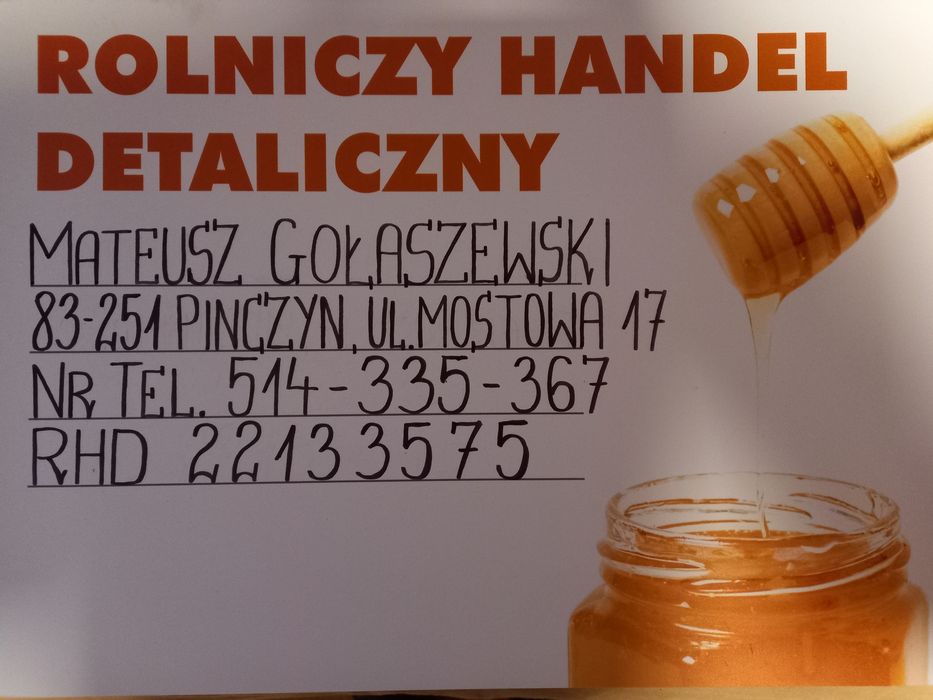 ROLNICZY HANDEL
DETALICZNY
MATEUSZ GOŁASZEWSKI
83-251 PINCZYN, UL. MOSTOWA 17
NR TEL. 514-335-367
RHD 22133575